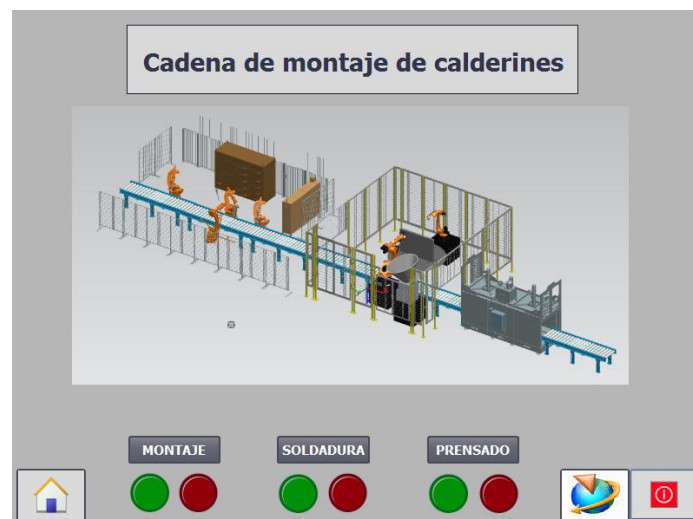 Cadena de montaje de calderines
MONTAJE
SOLDADURA
PRENSADO